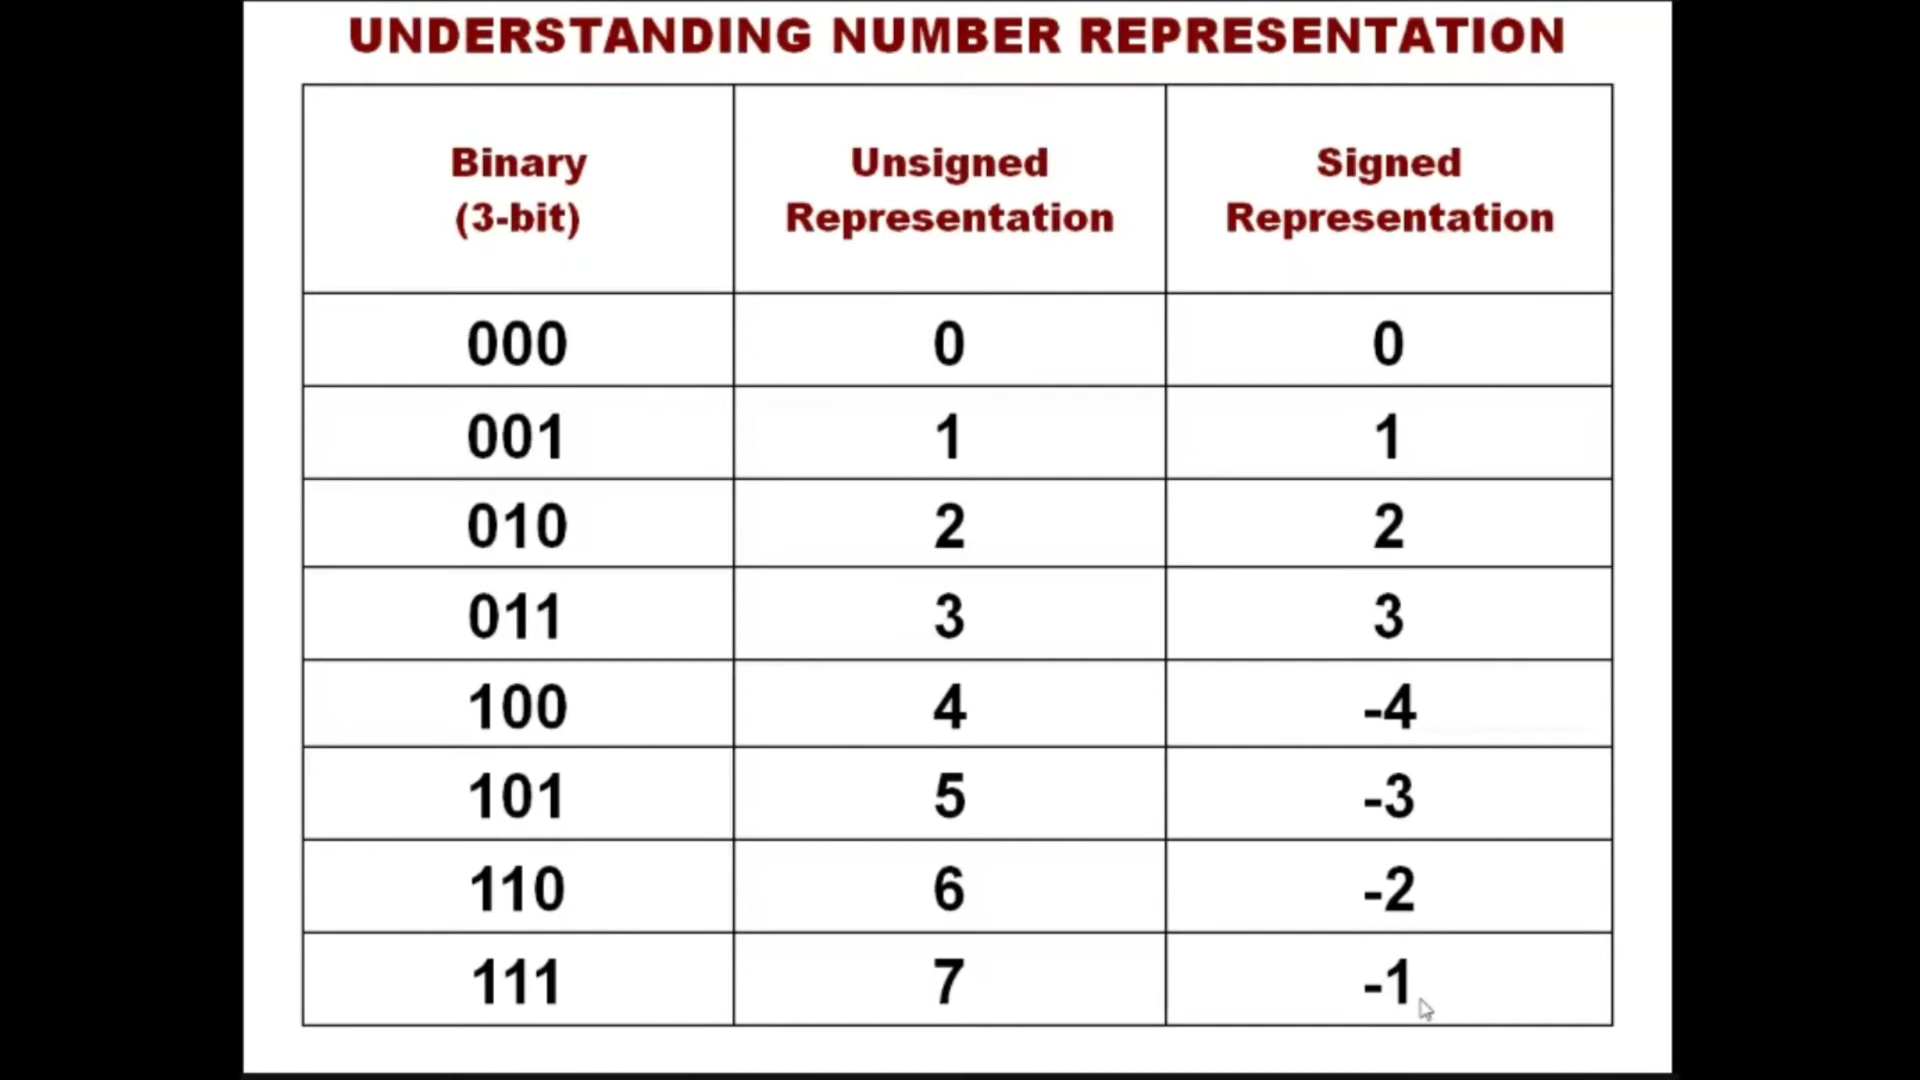 UNDERSTANDING NUMBER REPRESENTATION
Binary (3-bit) Unsigned Representation Signed Representation
000 0 0
001 1 1
010 2 2
011 3 3
100 4 -4
101 5 -3
110 6 -2
111 7 -1